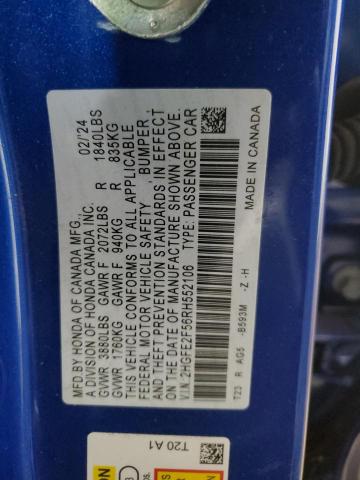 MFD.BY HONDA OF CANADA MFG., 02/24
A DIVISION OF HONDA CANADA INC.
GVWR 3880LBS GAWR F 2072LBS R 1840LBS
GVWR 1760KG GAWR F 940KG R 835KG
THIS VEHICLE CONFORMS TO ALL APPLICABLE
FEDERAL MOTOR VEHICLE SAFETY BUMPER
AND THEFT PREVENTION STANDARDS IN EFFECT
ON THE DATE OF MANUFACTURE SHOWN ABOVE.
V.I.N. 2HGFE2F56RH552106 TYPE: PASSENGER CAR
MADE IN CANADA
T23 R AG5 -B593M -Z -H
T20 A1